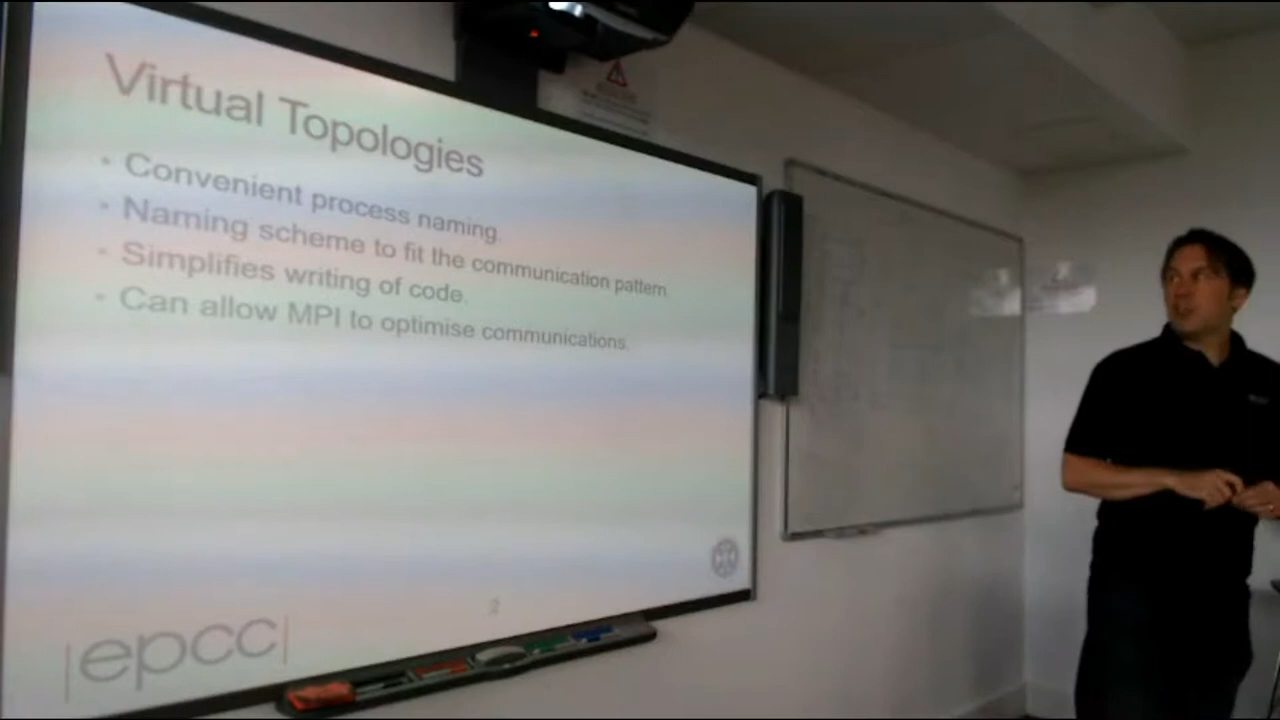 Virtual Topologies
• Convenient process naming.
• Naming scheme to fit the communication pattern.
• Simplifies writing of code.
• Can allow MPI to optimise communications.
2
|epcc|